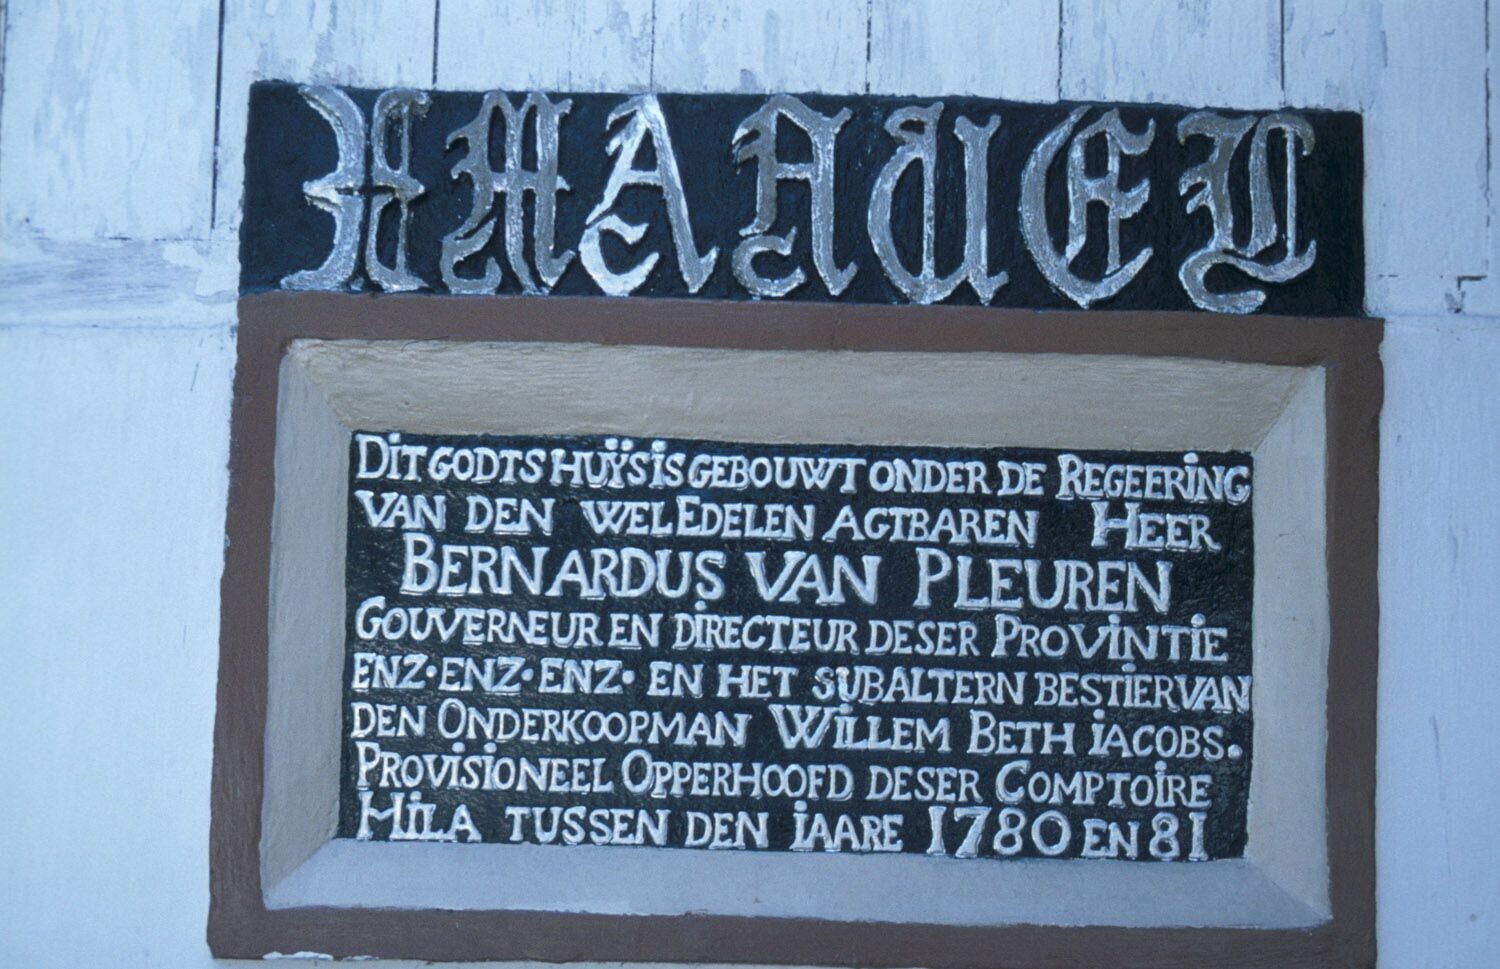 IMANUEL
DIT GODTS HUŸS IS GEBOUWT ONDER DE REGEERING
VAN DEN WEL EDELEN AGTBAREN HEER
BERNARDUS VAN PLEUREN
GOUVERNEUR EN DIRECTEUR DESER PROVINTIE
ENZ. ENZ. ENZ. EN HET SUBALTERN BESTIER VAN
DEN ONDERKOOPMAN WILLEM BETH IACOBS.
PROVISIONEEL OPPERHOOFD DESER COMPTOIRE
HILA TUSSEN DEN IAARE 1780 EN 81